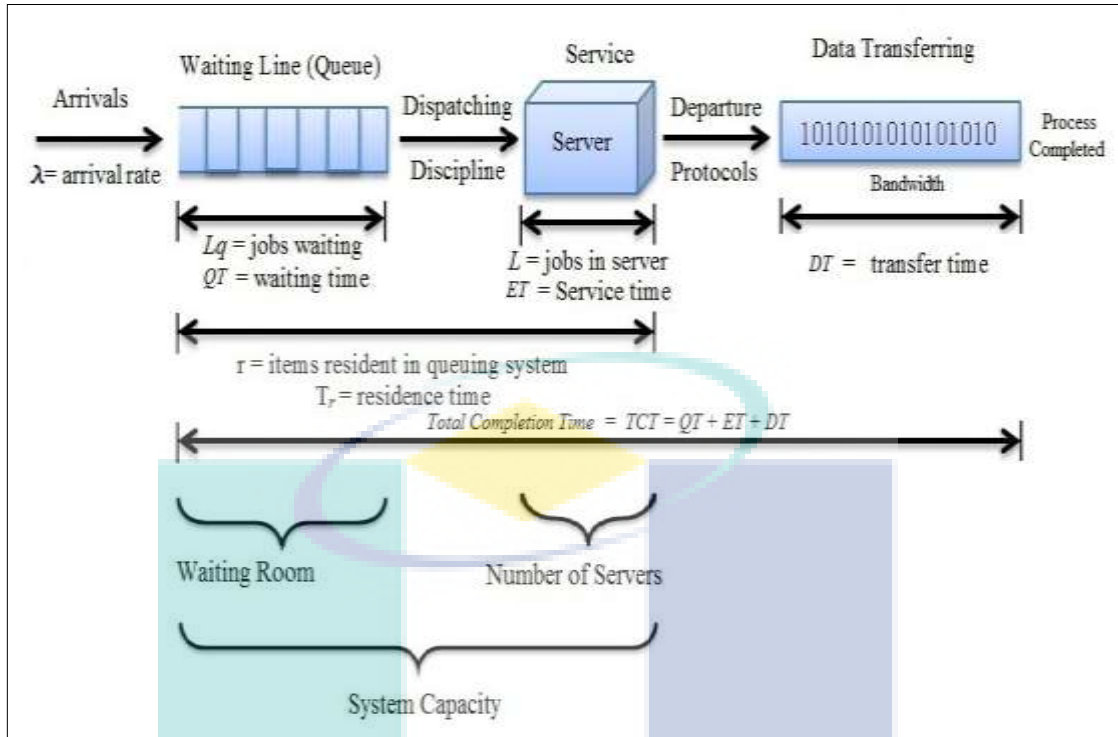 Waiting Line (Queue)
Service
Data Transferring
Arrivals
λ= arrival rate
Dispatching
Discipline
Server
Departure
Protocols
1010101010101010
Process
Completed
Bandwidth
Lq = jobs waiting
QT = waiting time
L = jobs in server
ET = Service time
DT = transfer time
r = items resident in queuing system
Tr = residence time
Total Completion Time = TCT = QT + ET + DT
Waiting Room
Number of Servers
System Capacity